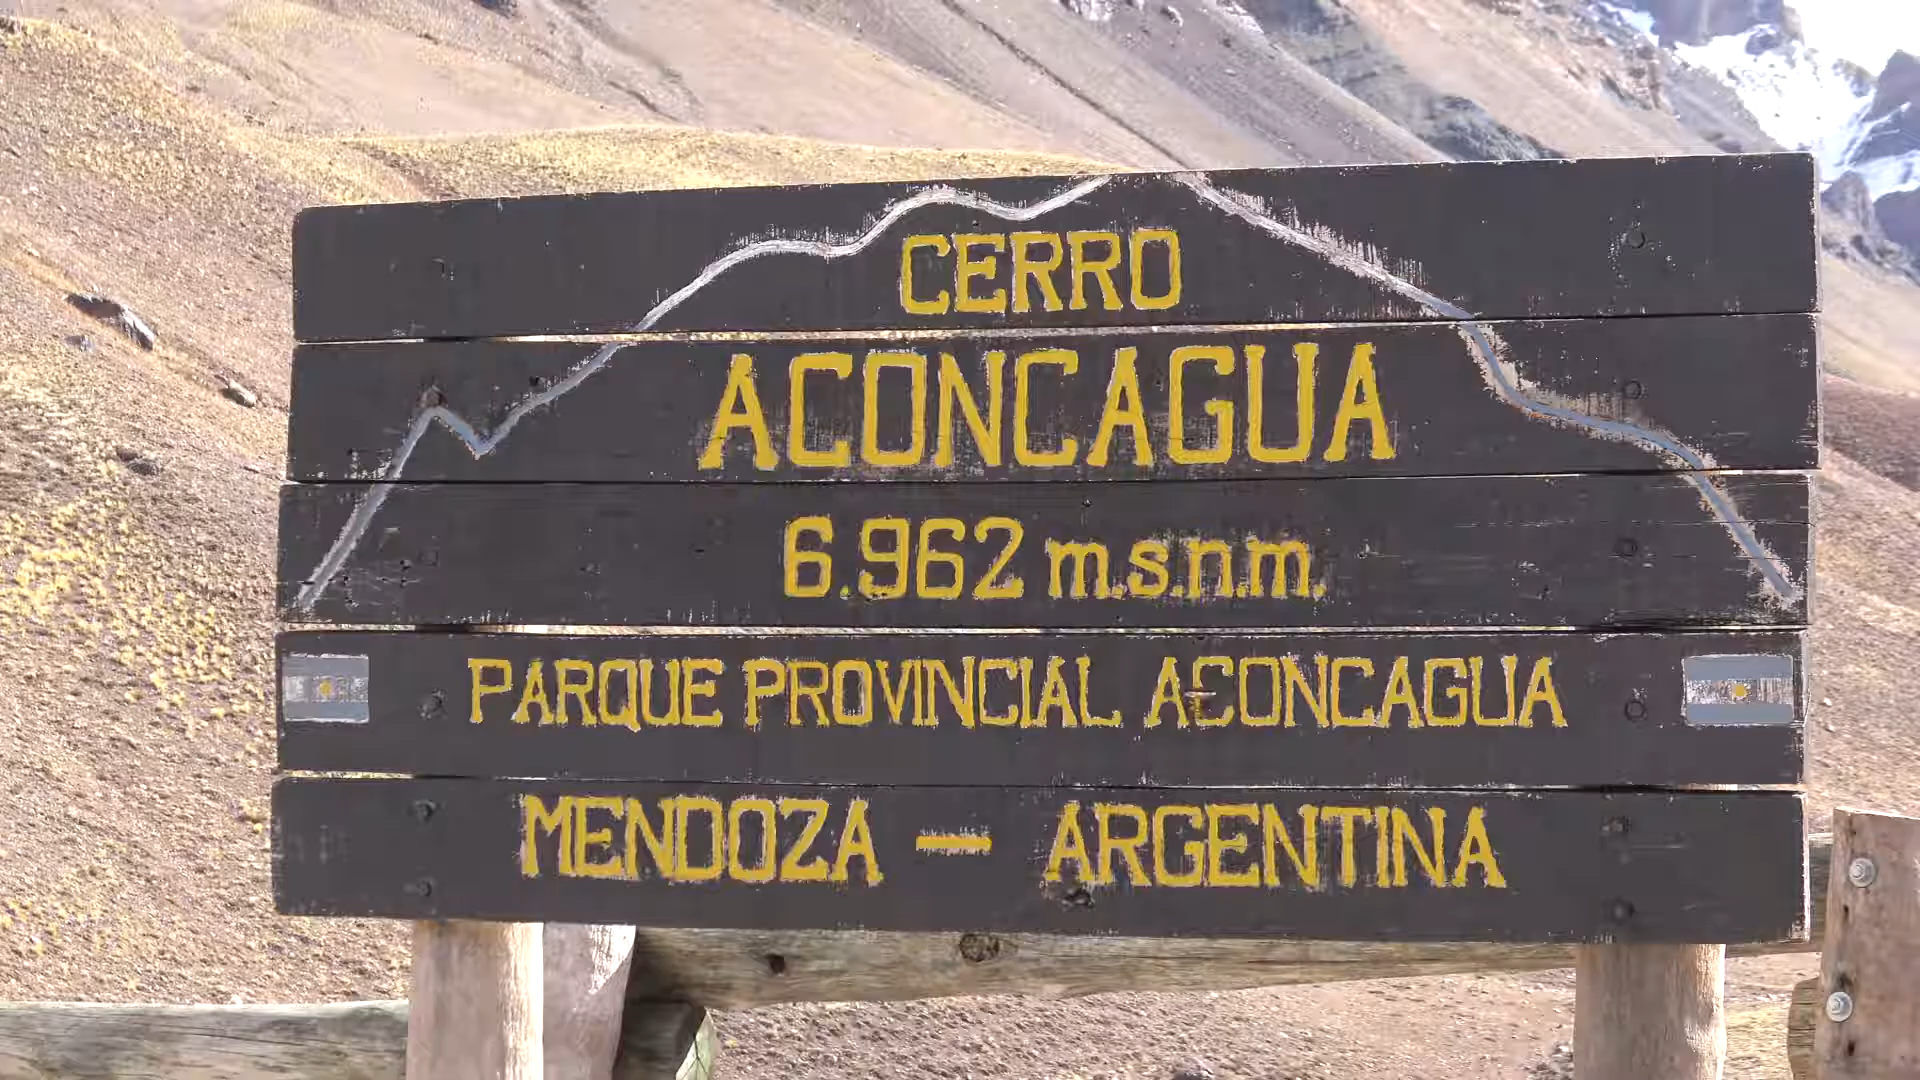 CERRO
ACONCAGUA
6.962 m.s.n.m.
PARQUE PROVINCIAL ACONCAGUA
MENDOZA — ARGENTINA